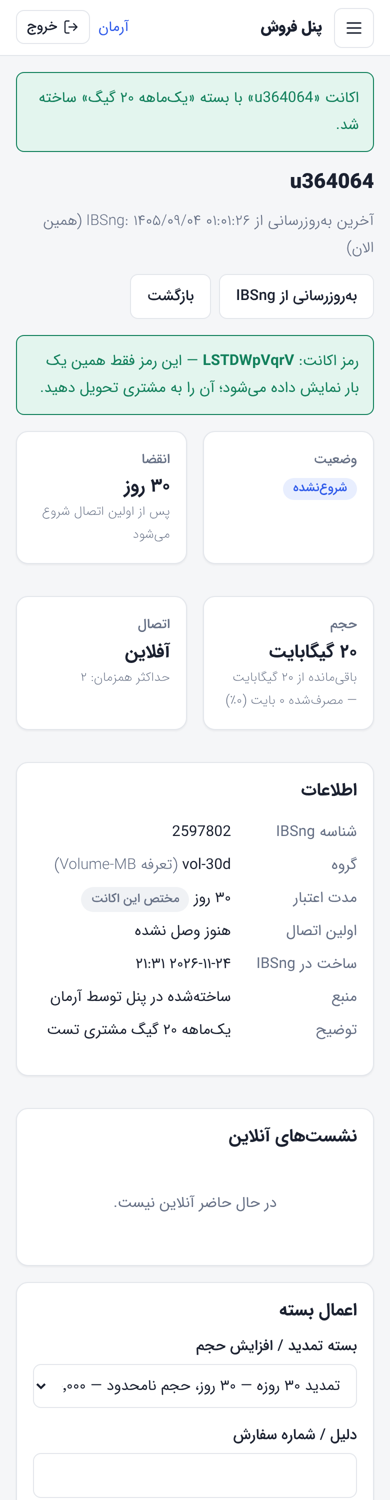 پنل فروش
آرمان
خروج
اکانت «u364064» با بسته «یک‌ماهه ۲۰ گیگ» ساخته
شد.
u364064
آخرین به‌روزرسانی از IBSng: ۱۴۰۵/۰۹/۰۴ ۰۱:۰۱:۲۶ (همین
الان)
به‌روزرسانی از IBSng
بازگشت
رمز اکانت: LSTDWpVqrV — این رمز فقط همین یک
بار نمایش داده می‌شود؛ آن را به مشتری تحویل دهید.
وضعیت
شروع‌نشده
انقضا
۳۰ روز
پس از اولین اتصال شروع
می‌شود
حجم
۲۰ گیگابایت
باقی‌مانده از ۲۰ گیگابایت
— مصرف‌شده ۰ بایت (۰٪)
اتصال
آفلاین
حداکثر همزمان: ۲
اطلاعات
شناسه IBSng 2597802
گروه vol-30d (تعرفه Volume-MB)
مدت اعتبار ۳۰ روز مختص این اکانت
اولین اتصال هنوز وصل نشده
ساخت در IBSng ۲۰۲۶-۱۱-۲۴ ۲۱:۳۱
منبع ساخته‌شده در پنل توسط آرمان
توضیح یک‌ماهه ۲۰ گیگ مشتری تست
نشست‌های آنلاین
در حال حاضر آنلاین نیست.
اعمال بسته
بسته تمدید / افزایش حجم
تمدید ۳۰ روزه — ۳۰ روز، حجم نامحدود — ۰۰۰,
دلیل / شماره سفارش